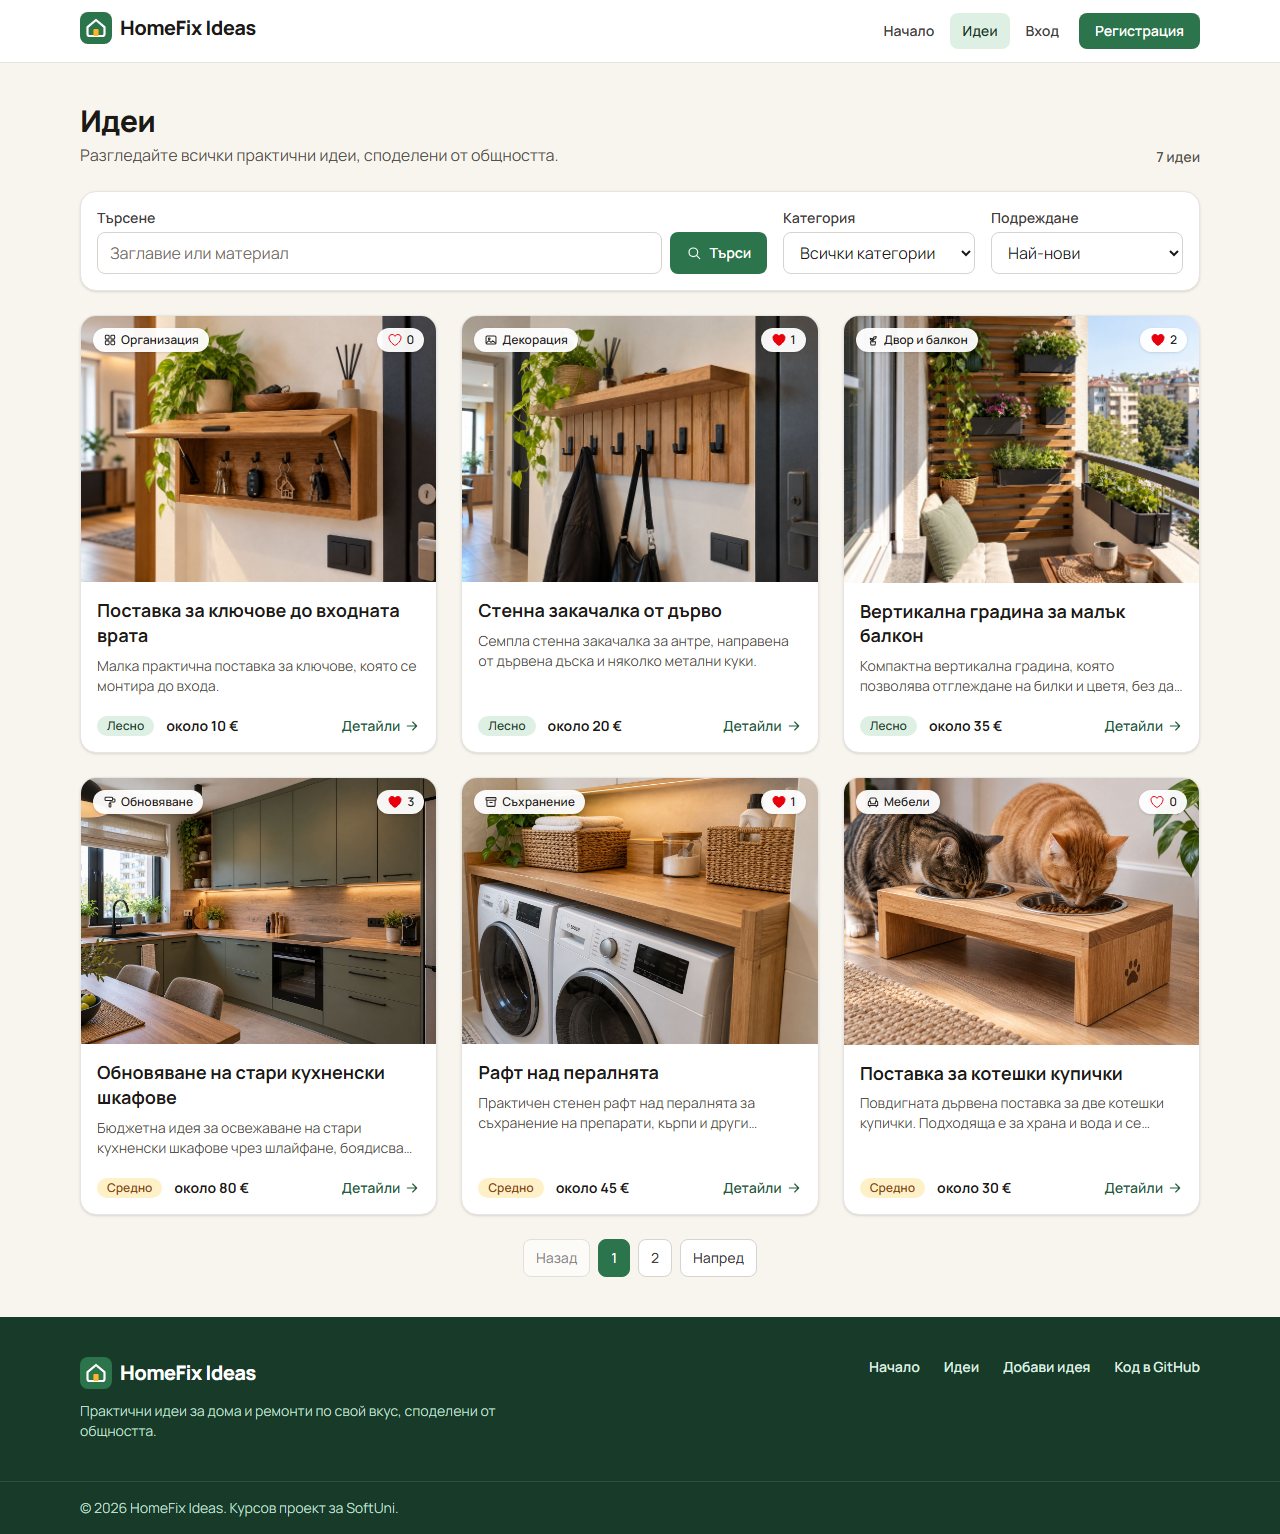 HomeFix Ideas
Начало
Идеи
Вход
Регистрация
Идеи
Разгледайте всички практични идеи, споделени от общността.
7 идеи
Търсене
Категория
Подреждане
Заглавие или материал
Търси
Всички категории
Най-нови
Организация
0
Декорация
1
Двор и балкон
2
Поставка за ключове до входната
врата
Малка практична поставка за ключове, която се
монтира до входа.
Лесно
около 10 €
Детайли →
Стенна закачалка от дърво
Семпла стенна закачалка за антре, направена
от дървена дъска и няколко метални куки.
Лесно
около 20 €
Детайли →
Вертикална градина за малък
балкон
Компактна вертикална градина, която
позволява отглеждане на билки и цветя, без да…
Лесно
около 35 €
Детайли →
Обновяване
3
Съхранение
1
Мебели
0
Обновяване на стари кухненски
шкафове
Бюджетна идея за освежаване на стари
кухненски шкафове чрез шлайфане, боядисва…
Средно
около 80 €
Детайли →
Рафт над пералнята
Практичен стенен рафт над пералнята за
съхранение на препарати, кърпи и други…
Средно
около 45 €
Детайли →
Поставка за котешки купички
Повдигната дървена поставка за две котешки
купички. Подходяща е за храна и вода и се…
Средно
около 30 €
Детайли →
Назад
1
2
Напред
HomeFix Ideas
Начало
Идеи
Добави идея
Код в GitHub
Практични идеи за дома и ремонти по свой вкус, споделени от
общността.
© 2026 HomeFix Ideas. Курсов проект за SoftUni.